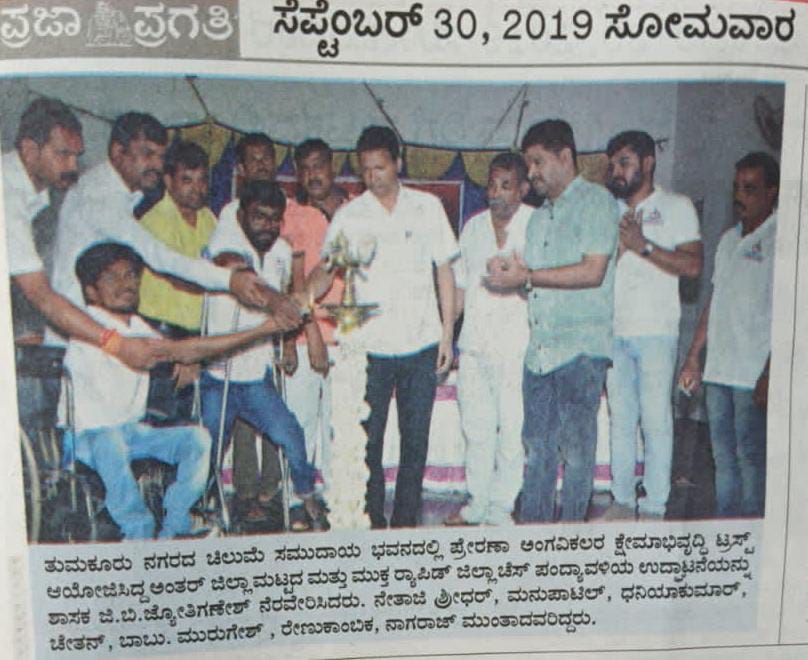 ಪ್ರಜಾ ಪ್ರಗತಿ
ಸೆಪ್ಟೆಂಬರ್ 30, 2019 ಸೋಮವಾರ
ತುಮಕೂರು ನಗರದ ಚಿಲುಮೆ ಸಮುದಾಯ ಭವನದಲ್ಲಿ ಪ್ರೇರಣಾ ಅಂಗವಿಕಲರ ಕ್ಷೇಮಾಭಿವೃದ್ಧಿ ಟ್ರಸ್ಟ್
ಆಯೋಜಿಸಿದ್ದ ಅಂತರ್ ಜಿಲ್ಲಾ ಮಟ್ಟದ ಮತ್ತು ಮುಕ್ತ ರ‍್ಯಾಪಿಡ್ ಜಿಲ್ಲಾ ಚೆಸ್ ಪಂದ್ಯಾವಳಿಯ ಉದ್ಘಾಟನೆಯನ್ನು
ಶಾಸಕ ಜಿ.ಬಿ.ಜ್ಯೋತಿಗಣೇಶ್ ನೆರವೇರಿಸಿದರು. ನೇತಾಜಿ ಶ್ರೀಧರ್, ಮನುಪಾಟೀಲ್, ಧನಿಯಾಕುಮಾರ್,
ಚೇತನ್, ಬಾಬು. ಮುರುಗೇಶ್, ರೇಣುಕಾಂಬಿಕ, ನಾಗರಾಜ್ ಮುಂತಾದವರಿದ್ದರು.